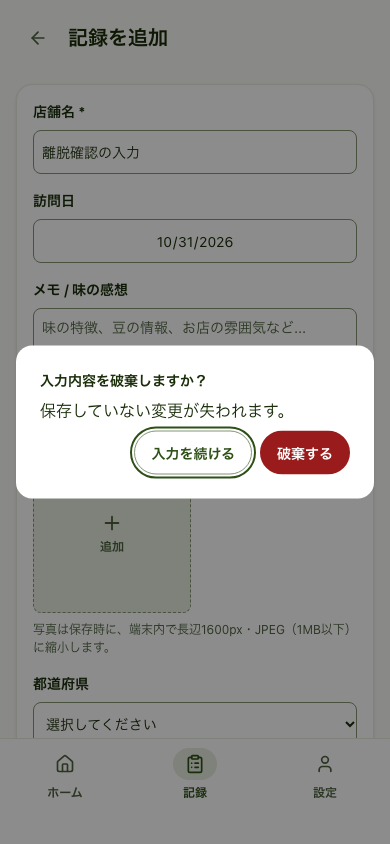 記録を追加
店舗名 *
離脱確認の入力
訪問日
10/31/2026
メモ / 味の感想
味の特徴、豆の情報、お店の雰囲気など...
入力内容を破棄しますか？
保存していない変更が失われます。
入力を続ける 破棄する
追加
写真は保存時に、端末内で長辺1600px・JPEG（1MB以下）
に縮小します。
都道府県
選択してください
ホーム 記録 設定